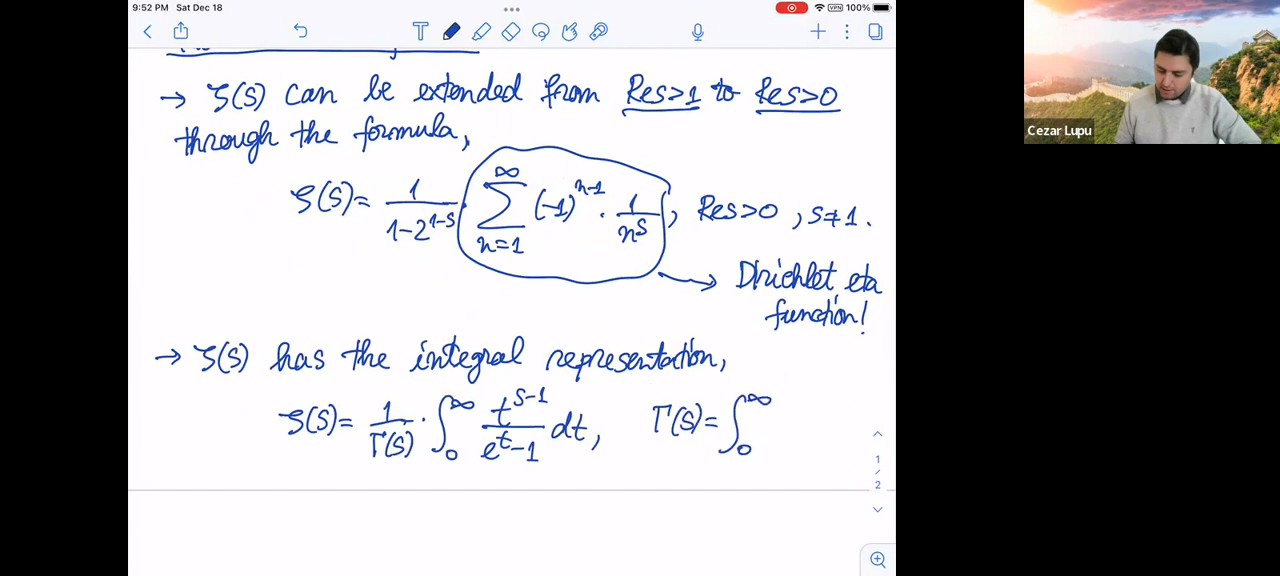 9:52 PM Sat Dec 18
VPN 100%
T
→ ζ(s) can be extended from Res>1 to Res>0
through the formula,
ζ(s)= 1/(1-2^{1-s}) · ∑_{n=1}^{∞} (-1)^{n-1} · 1/n^s, Res>0, s≠1.
→ Dirichlet eta
function!
→ ζ(s) has the integral representation,
ζ(s)= 1/Γ(s) · ∫_0^∞ t^{s-1}/(e^t-1) dt, Γ(s)= ∫_0^∞
1
/
2
Cezar Lupu